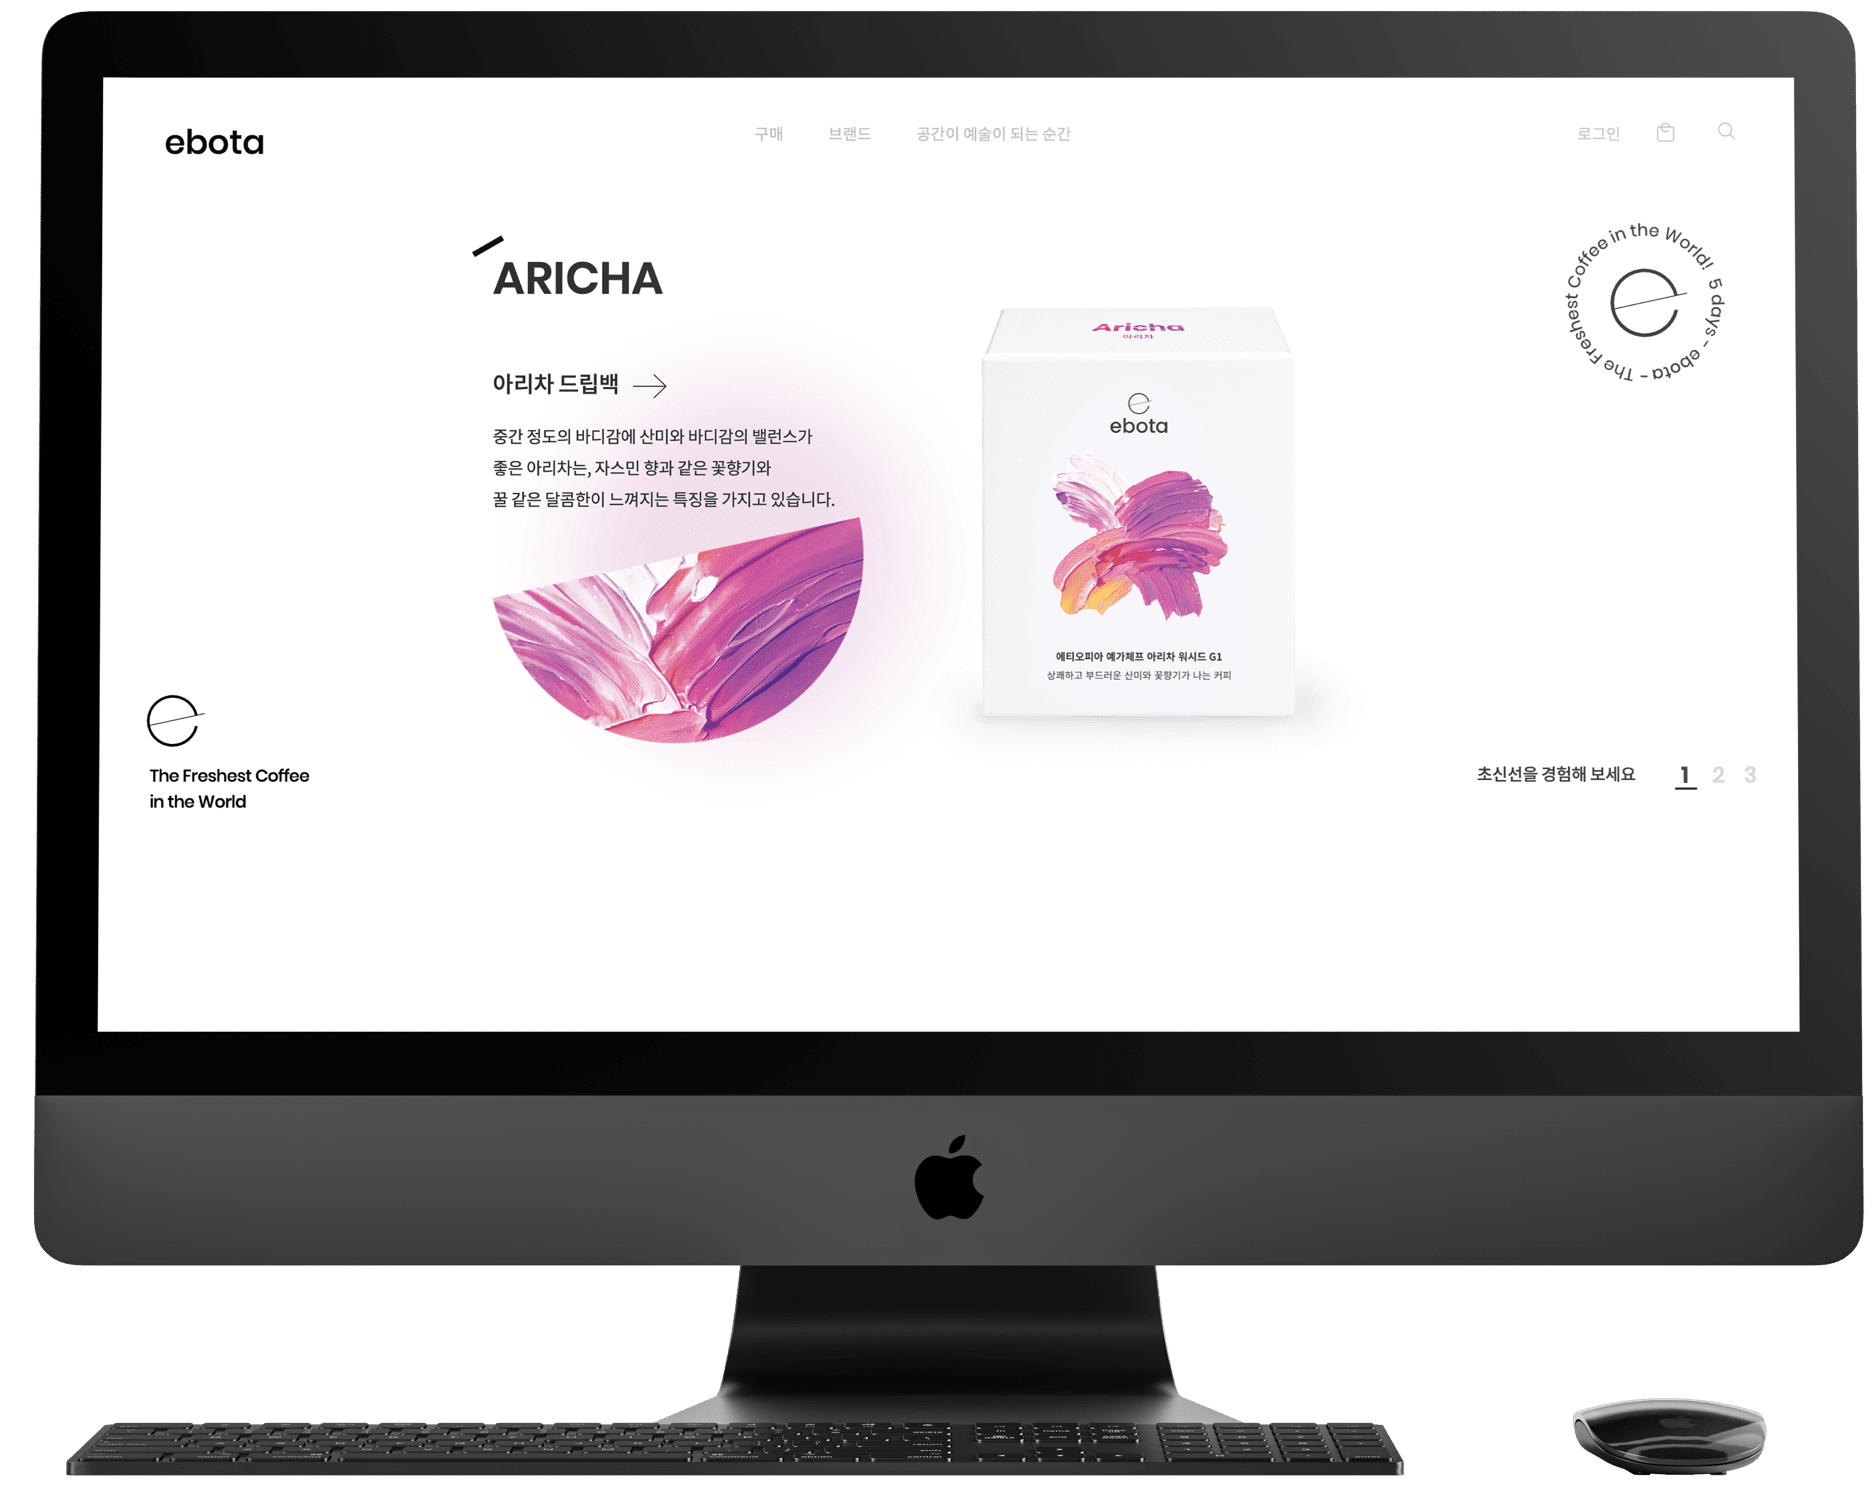 ebota
구매
브랜드
공간이 예술이 되는 순간
로그인
ARICHA
아리차 드립백
중간 정도의 바디감에 산미와 바디감의 밸런스가
좋은 아리차는, 자스민 향과 같은 꽃향기와
꿀 같은 달콤한이 느껴지는 특징을 가지고 있습니다.
Aricha
아리차
ebota
에티오피아 예가체프 아리차 워시드 G1
상쾌하고 부드러운 산미와 꽃향기가 나는 커피
5 days - ebota - The Freshest Coffee in the World!
The Freshest Coffee
in the World
초신선을 경험해 보세요
1 2 3